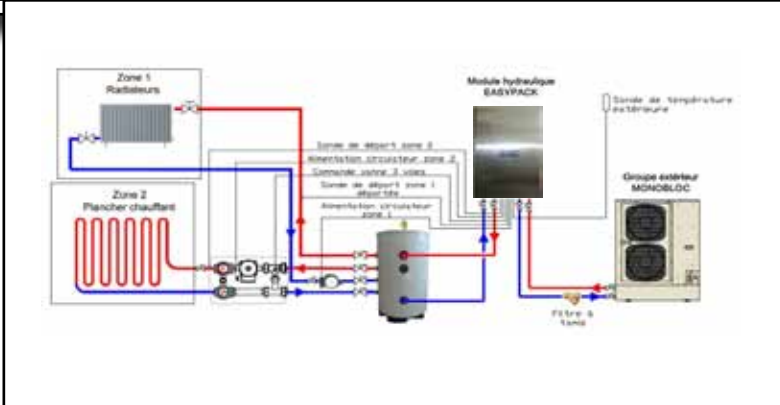 Zone 1
Radiateurs
Module hydraulique
EASYPACK
Sonde de température
extérieure
Sonde de départ zone 2
Alimentation circulateur zone 2
Commande vanne 3 voies
Sonde de départ zone 1
déportée
Alimentation circulateur
zone 1
Groupe extérieur
MONOBLOC
Zone 2
Plancher chauffant
Filtre à
tamis